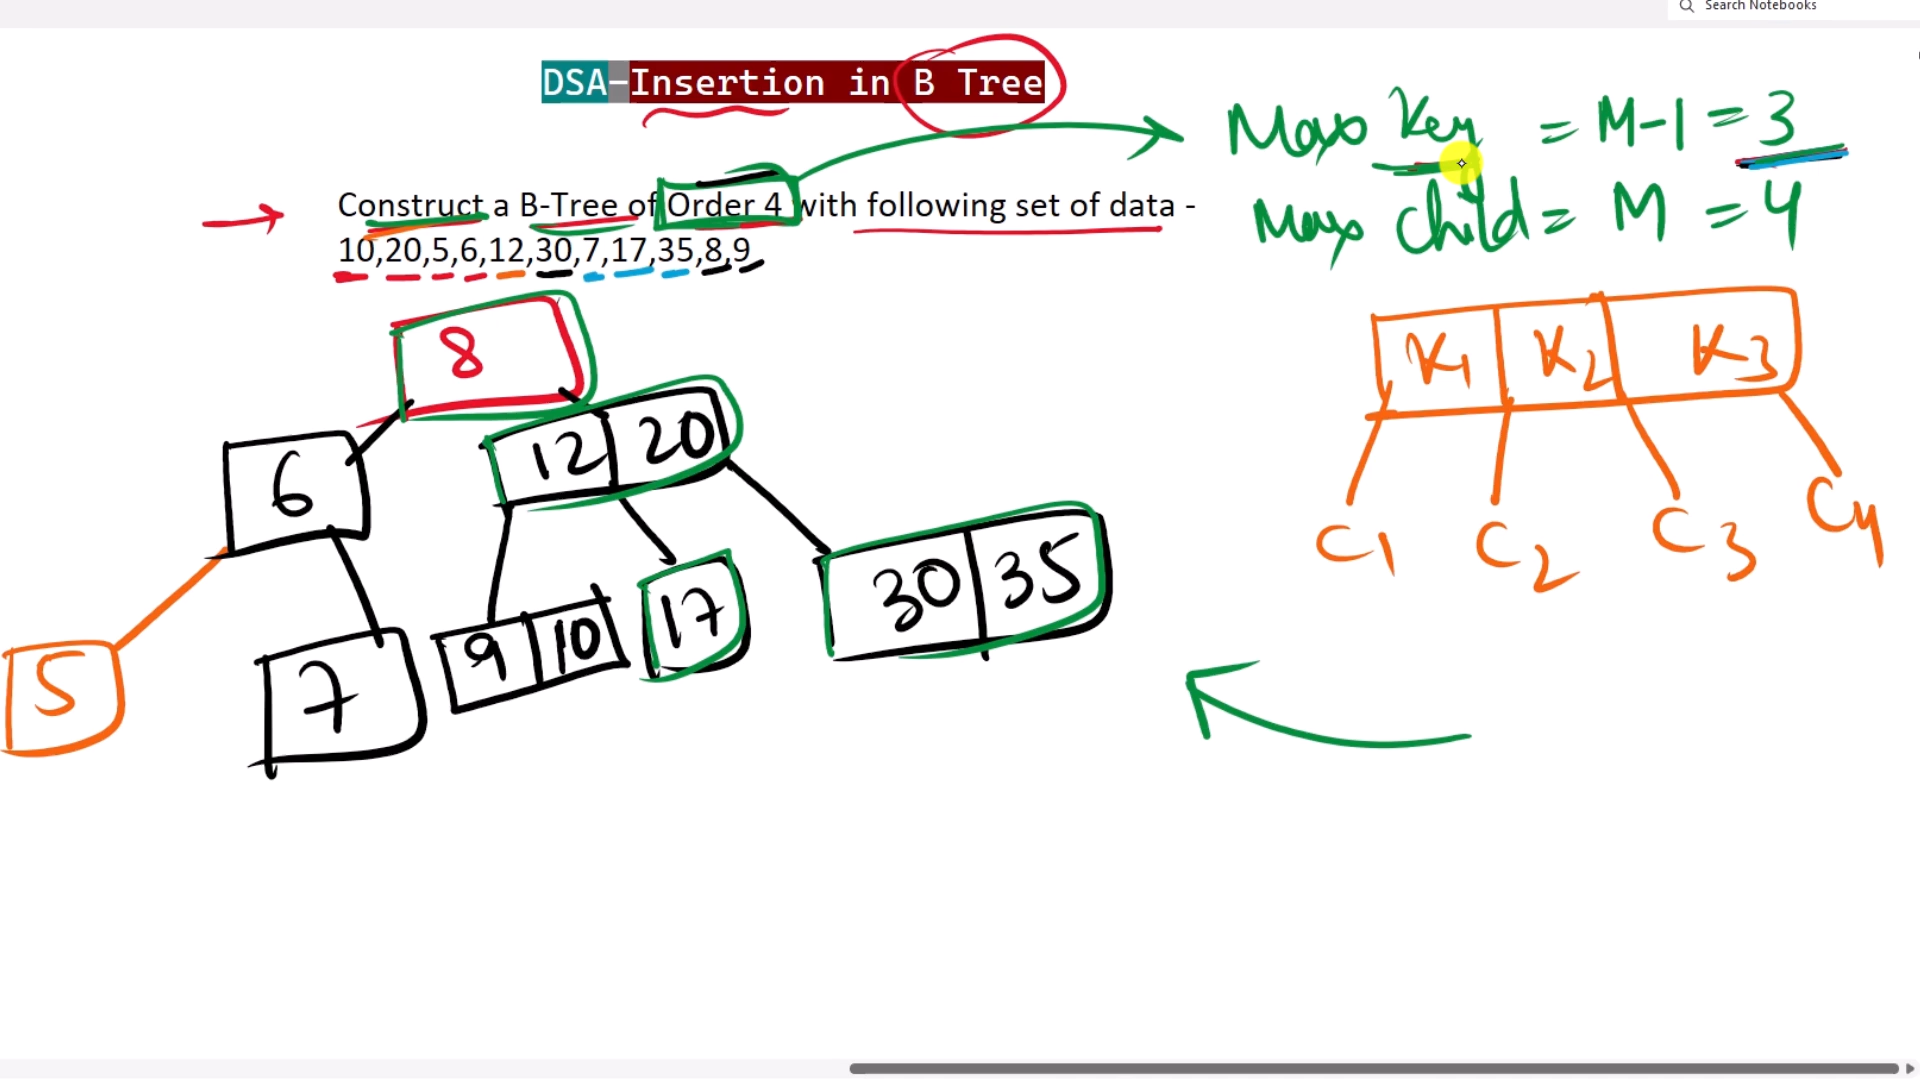 Search Notebooks
DSA-Insertion in B Tree
Max Key = M-1 = 3
Construct a B-Tree of Order 4 with following set of data -
Max Child = M = 4
10,20,5,6,12,30,7,17,35,8,9
8
K1 K2 K3
12 20
6
C1 C2 C3 C4
30 35
17
9 10
5
7